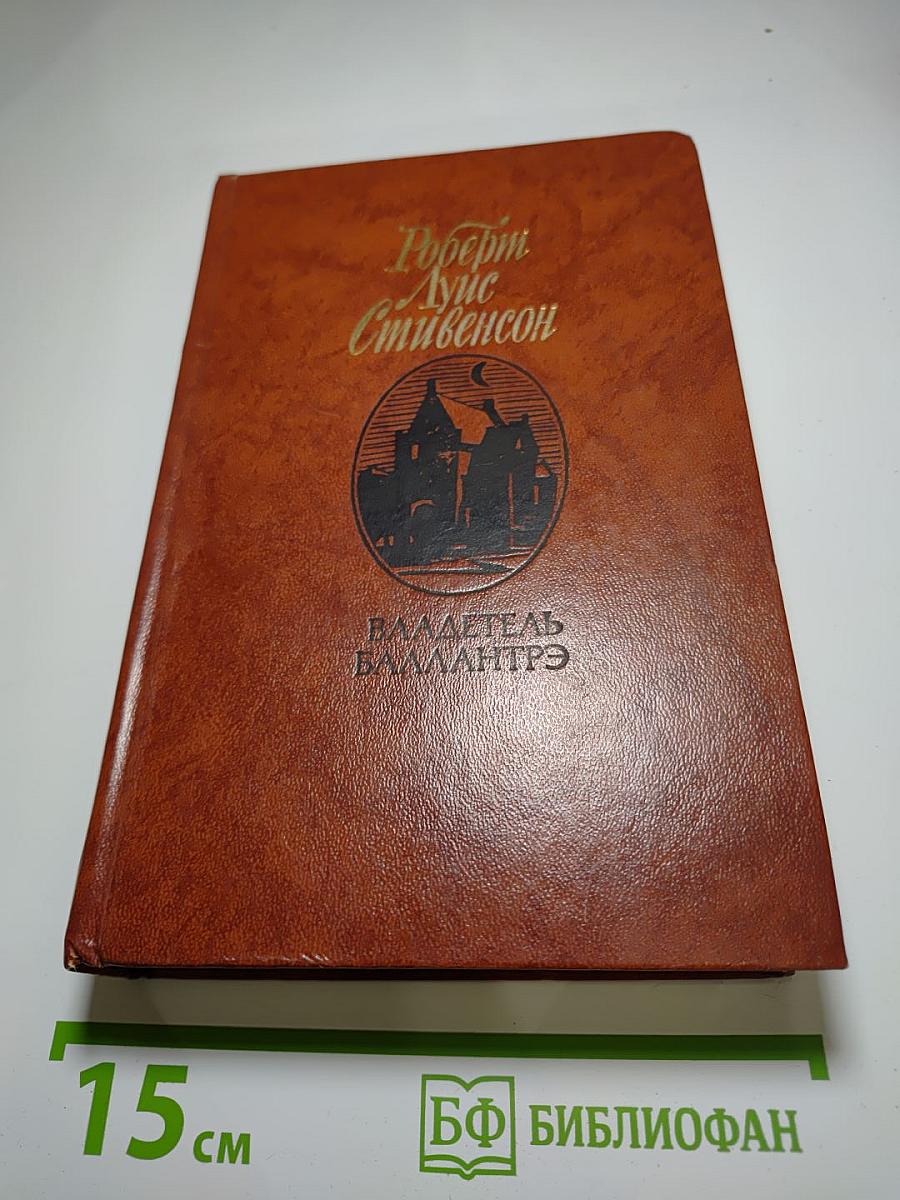 Роберт
Луис
Стивенсон
ВЛАДЕТЕЛЬ
БАЛЛАНТРЭ
15 см
БФ БИБЛИОФАН